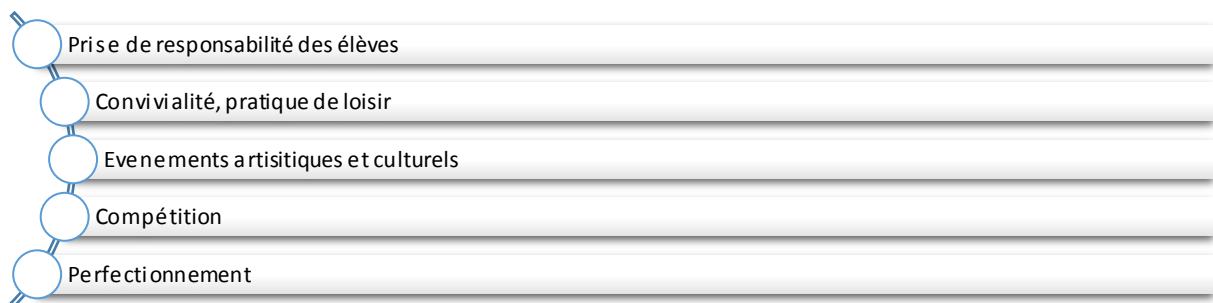 Prise de responsabilité des élèves
Convivialité, pratique de loisir
Evenements artisitiques et culturels
Compétition
Perfectionnement